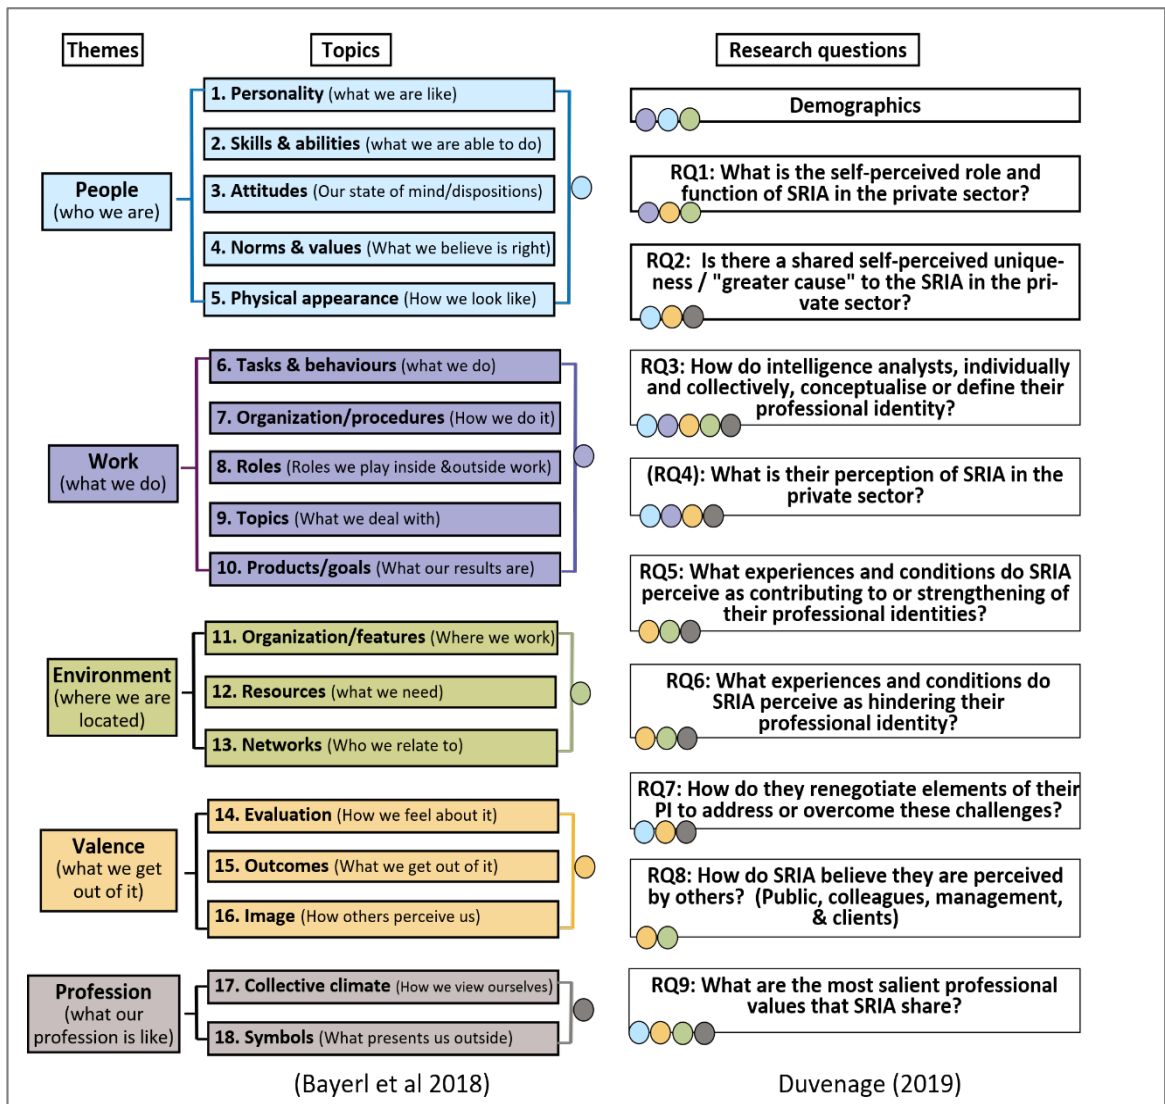 Themes
Topics
Research questions
People
(who we are)
1. Personality (what we are like)
2. Skills & abilities (what we are able to do)
3. Attitudes (Our state of mind/dispositions)
4. Norms & values (What we believe is right)
5. Physical appearance (How we look like)
Work
(what we do)
6. Tasks & behaviours (what we do)
7. Organization/procedures (How we do it)
8. Roles (Roles we play inside &outside work)
9. Topics (What we deal with)
10. Products/goals (What our results are)
Environment
(where we are
located)
11. Organization/features (Where we work)
12. Resources (what we need)
13. Networks (Who we relate to)
Valence
(what we get
out of it)
14. Evaluation (How we feel about it)
15. Outcomes (What we get out of it)
16. Image (How others perceive us)
Profession
(what our
profession is like)
17. Collective climate (How we view ourselves)
18. Symbols (What presents us outside)
(Bayerl et al 2018)
Demographics
RQ1: What is the self-perceived role and
function of SRIA in the private sector?
RQ2:  Is there a shared self-perceived unique-
ness / "greater cause" to the SRIA in the pri-
vate sector?
RQ3: How do intelligence analysts, individually
and collectively, conceptualise or define their
professional identity?
(RQ4): What is their perception of SRIA in the
private sector?
RQ5: What experiences and conditions do SRIA
perceive as contributing to or strengthening of
their professional identities?
RQ6: What experiences and conditions do
SRIA perceive as hindering their
professional identity?
RQ7: How do they renegotiate elements of their
PI to address or overcome these challenges?
RQ8: How do SRIA believe they are perceived
by others?  (Public, colleagues, management,
& clients)
RQ9: What are the most salient professional
values that SRIA share?
Duvenage (2019)